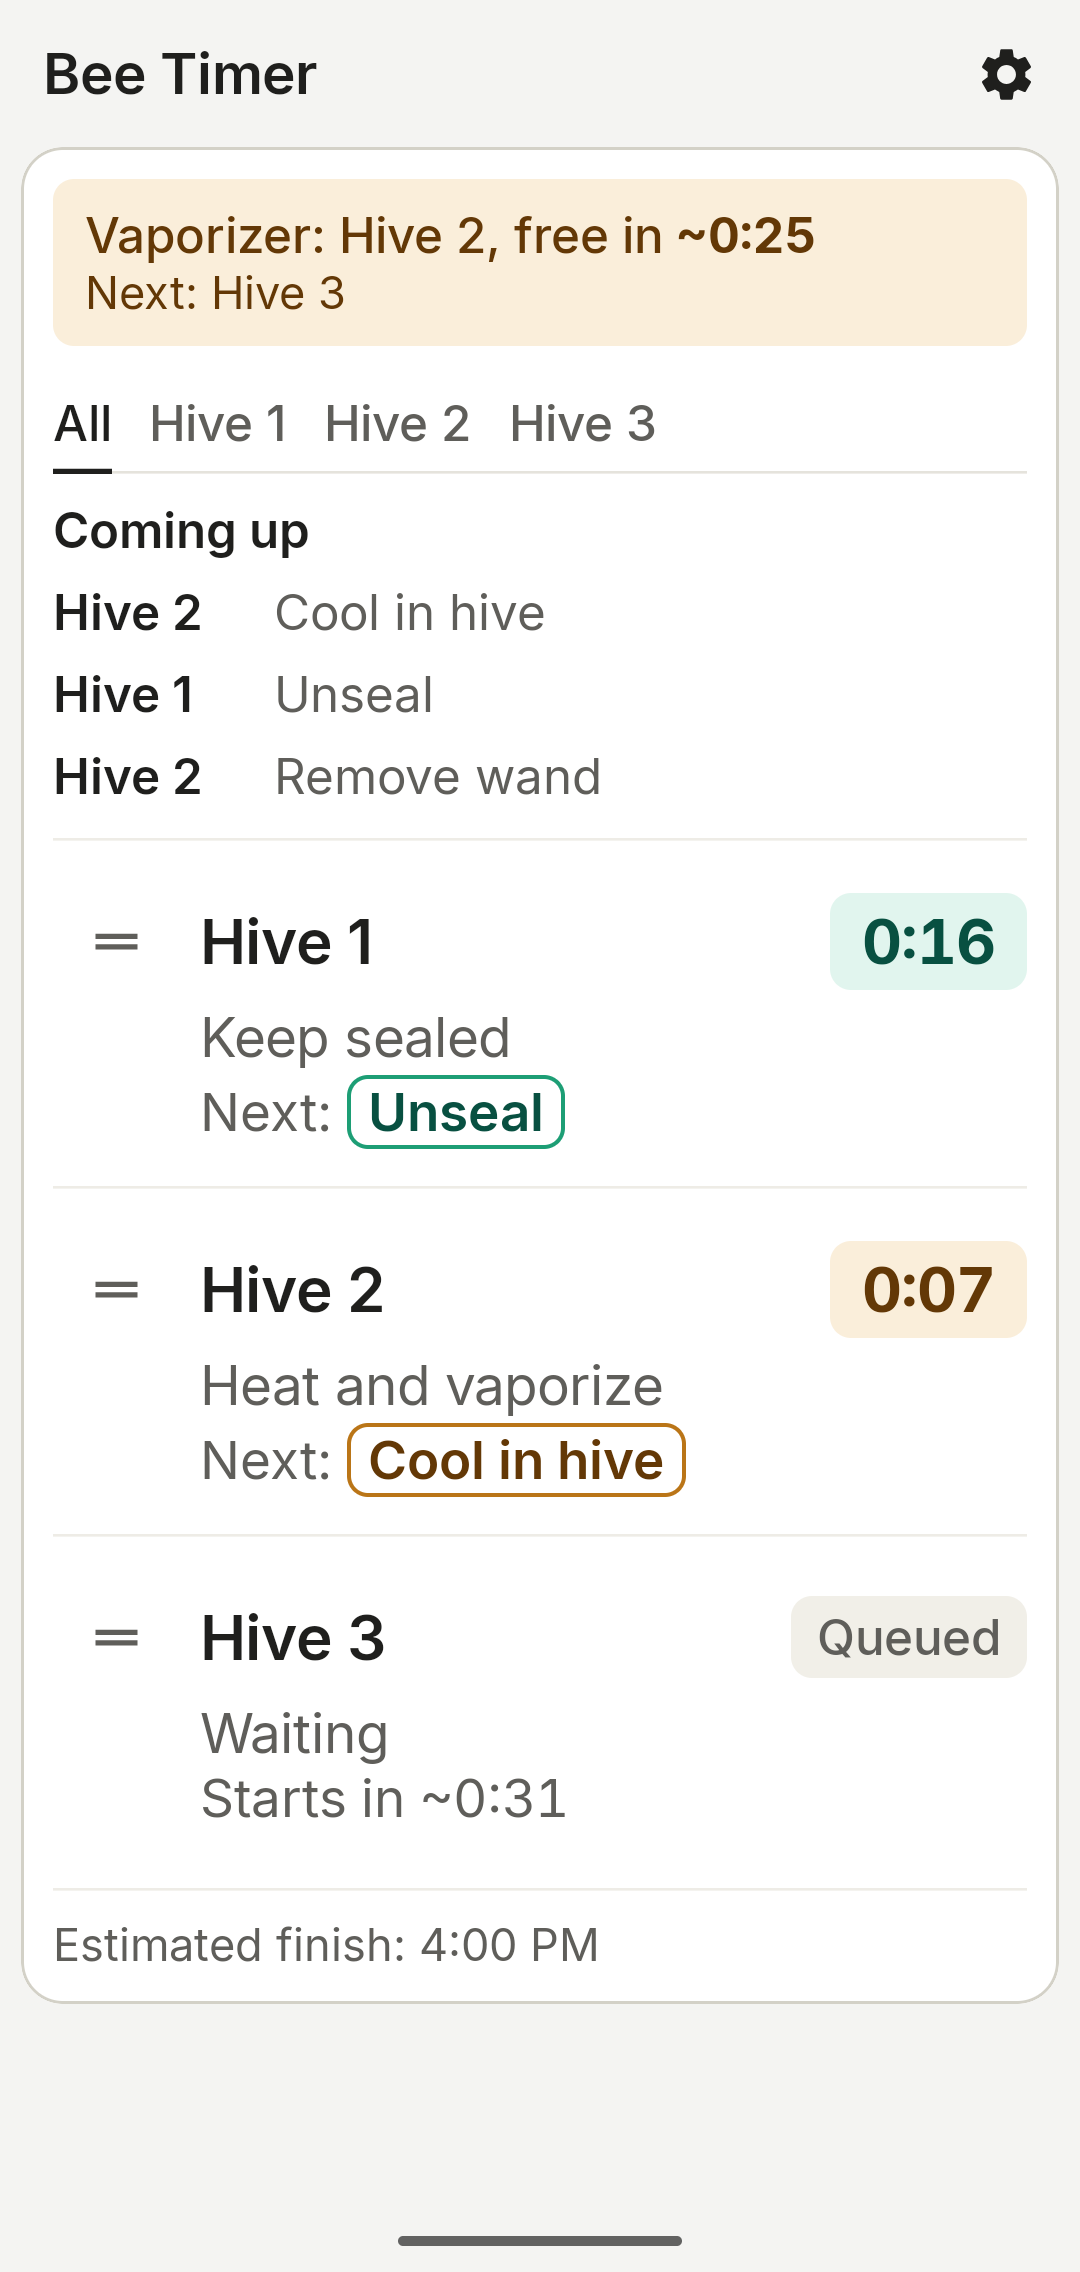 Bee Timer
Vaporizer: Hive 2, free in ~0:25
Next: Hive 3
All Hive 1 Hive 2 Hive 3
Coming up
Hive 2 Cool in hive
Hive 1 Unseal
Hive 2 Remove wand
Hive 1 0:16
Keep sealed
Next: Unseal
Hive 2 0:07
Heat and vaporize
Next: Cool in hive
Hive 3 Queued
Waiting
Starts in ~0:31
Estimated finish: 4:00 PM